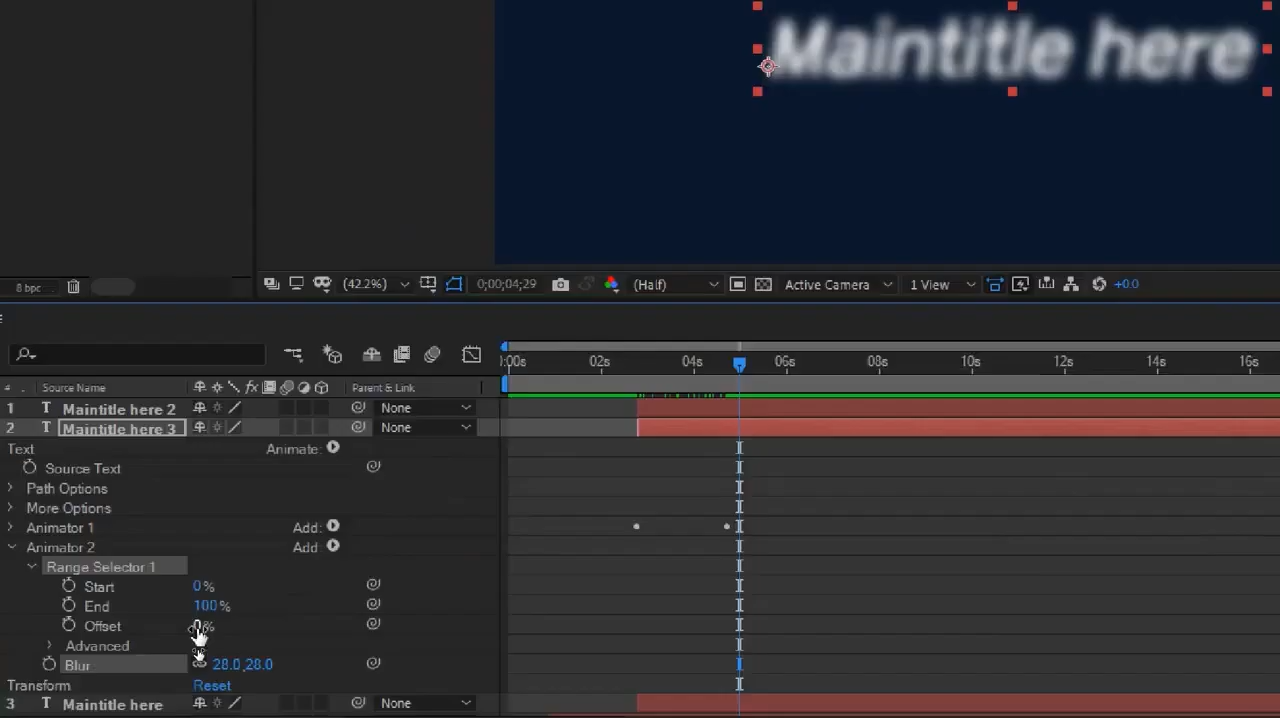 Maintitle here
8 bpc
(42.2%)
0;00;04;29
(Half)
Active Camera
1 View
+0.0
:00s 02s 04s 06s 08s 10s 12s 14s 16s
# Source Name fx Parent & Link
1 T Maintitle here 2 None
2 T Maintitle here 3 None
Text Animate:
Source Text
Path Options
More Options
Animator 1 Add:
Animator 2 Add:
Range Selector 1
Start 0%
End 100%
Offset 0%
Advanced
Blur 28.0,28.0
Transform Reset
3 T Maintitle here None